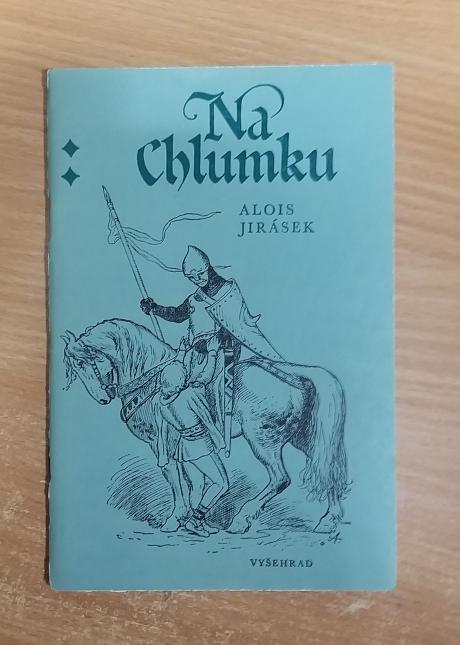 Na
Chlumku
ALOIS
JIRÁSEK
VYŠEHRAD